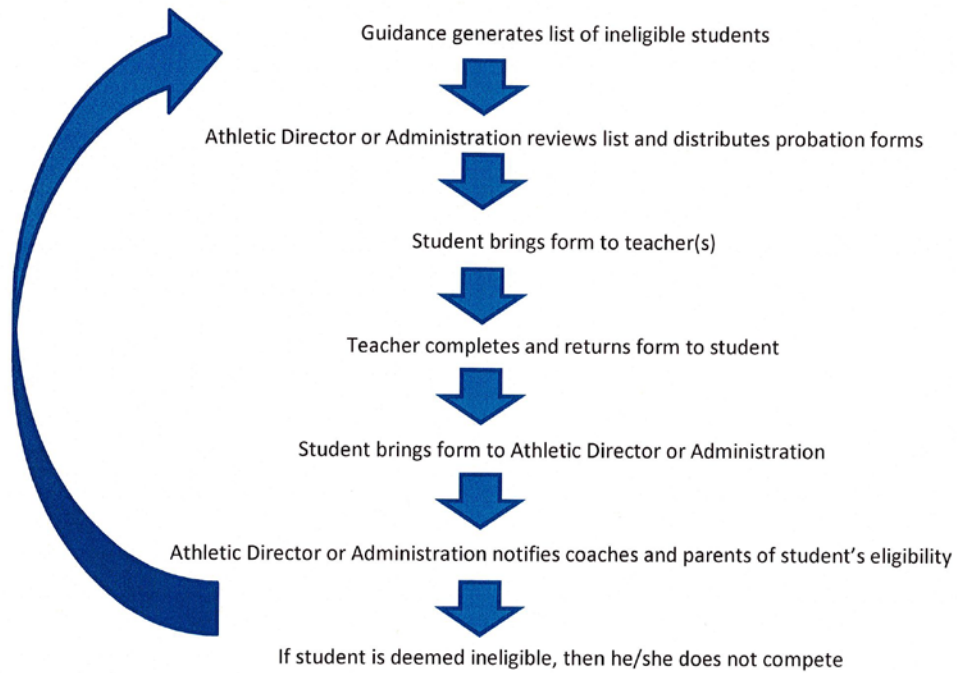 Guidance generates list of ineligible students
Athletic Director or Administration reviews list and distributes probation forms
Student brings form to teacher(s)
Teacher completes and returns form to student
Student brings form to Athletic Director or Administration
Athletic Director or Administration notifies coaches and parents of student's eligibility
If student is deemed ineligible, then he/she does not compete